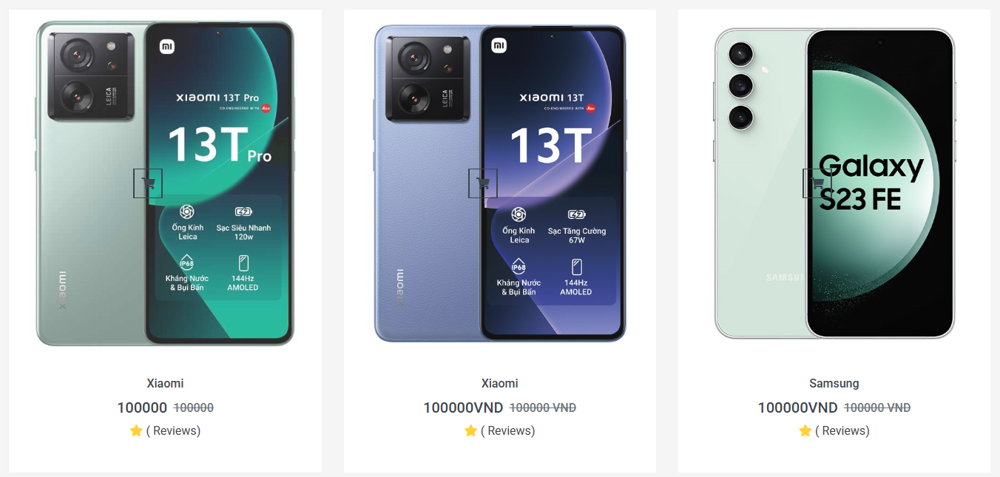 LEICA
xiaomi
mi
xiaomi 13T Pro
CO-ENGINEERED WITH Leica
13T Pro
Ống Kính
Leica
Sạc Siêu Nhanh
120w
IP68
Kháng Nước
& Bụi Bẩn
144Hz
AMOLED
Xiaomi
100000 100000
( Reviews)
LEICA
xiaomi
mi
xiaomi 13T
CO-ENGINEERED WITH Leica
13T
Ống Kính
Leica
Sạc Tăng Cường
67W
IP68
Kháng Nước
& Bụi Bẩn
144Hz
AMOLED
Xiaomi
100000VND 100000 VND
( Reviews)
SAMSUN
Galaxy
S23 FE
Samsung
100000VND 100000 VND
( Reviews)